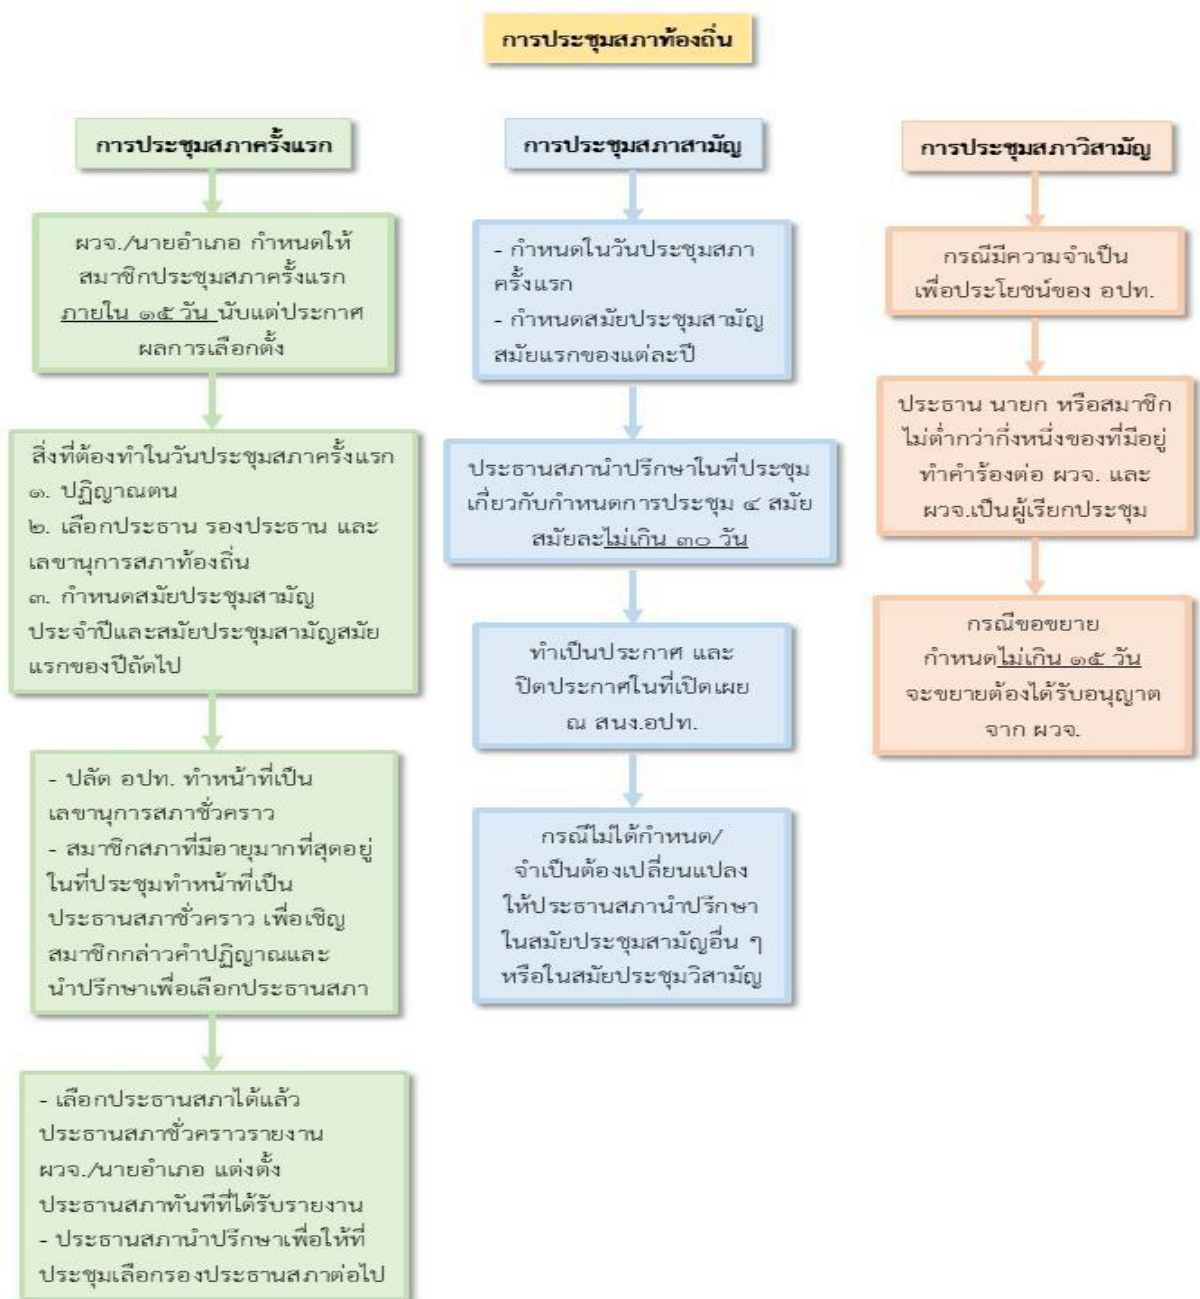 การประชุมสภาท้องถิ่น
การประชุมสภาครั้งแรก
ผวจ./นายอำเภอ กำหนดให้
สมาชิกประชุมสภาครั้งแรก
ภายใน ๑๕ วัน นับแต่ประกาศ
ผลการเลือกตั้ง
สิ่งที่ต้องทำในวันประชุมสภาครั้งแรก
๑. ปฏิญาณตน
๒. เลือกประธาน รองประธาน และ
เลขานุการสภาท้องถิ่น
๓. กำหนดสมัยประชุมสามัญ
ประจำปีและสมัยประชุมสามัญสมัย
แรกของปีถัดไป
- ปลัด อปท. ทำหน้าที่เป็น
เลขานุการสภาชั่วคราว
- สมาชิกสภาที่มีอายุมากที่สุดอยู่
ในที่ประชุมทำหน้าที่เป็น
ประธานสภาชั่วคราว เพื่อเชิญ
สมาชิกกล่าวคำปฏิญาณและ
นำปรึกษาเพื่อเลือกประธานสภา
- เลือกประธานสภาได้แล้ว
ประธานสภาชั่วคราวรายงาน
ผวจ./นายอำเภอ แต่งตั้ง
ประธานสภาทันทีที่ได้รับรายงาน
- ประธานสภานำปรึกษาเพื่อให้ที่
ประชุมเลือกรองประธานสภาต่อไป
การประชุมสภาสามัญ
- กำหนดในวันประชุมสภา
ครั้งแรก
- กำหนดสมัยประชุมสามัญ
สมัยแรกของแต่ละปี
ประธานสภานำปรึกษาในที่ประชุม
เกี่ยวกับกำหนดการประชุม ๔ สมัย
สมัยละไม่เกิน ๓๐ วัน
ทำเป็นประกาศ และ
ปิดประกาศในที่เปิดเผย
ณ สนง.อปท.
กรณีไม่ได้กำหนด/
จำเป็นต้องเปลี่ยนแปลง
ให้ประธานสภานำปรึกษา
ในสมัยประชุมสามัญอื่น ๆ
หรือในสมัยประชุมวิสามัญ
การประชุมสภาวิสามัญ
กรณีมีความจำเป็น
เพื่อประโยชน์ของ อปท.
ประธาน นายก หรือสมาชิก
ไม่ต่ำกว่ากึ่งหนึ่งของที่มีอยู่
ทำคำร้องต่อ ผวจ. และ
ผวจ.เป็นผู้เรียกประชุม
กรณีขอขยาย
กำหนดไม่เกิน ๑๕ วัน
จะขยายต้องได้รับอนุญาต
จาก ผวจ.